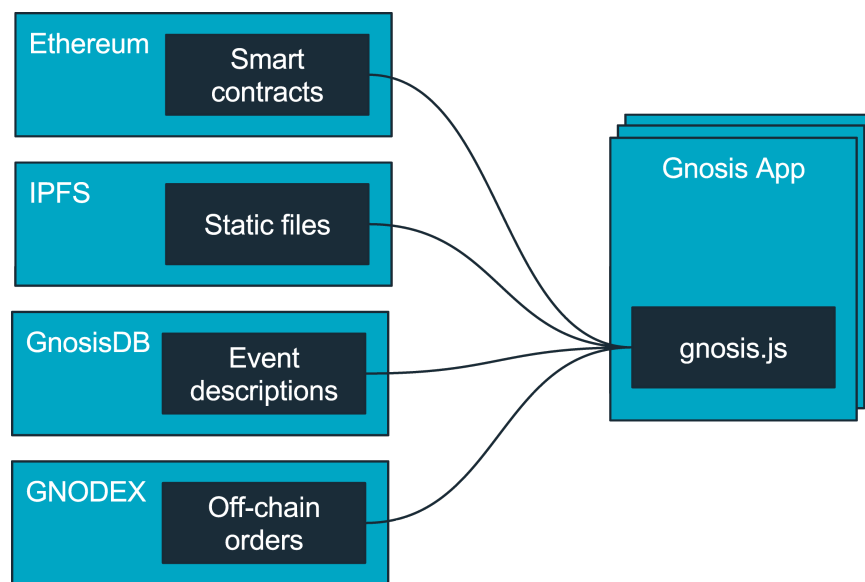 Ethereum
Smart
contracts
IPFS
Static files
GnosisDB
Event
descriptions
GNODEX
Off-chain
orders
Gnosis App
gnosis.js